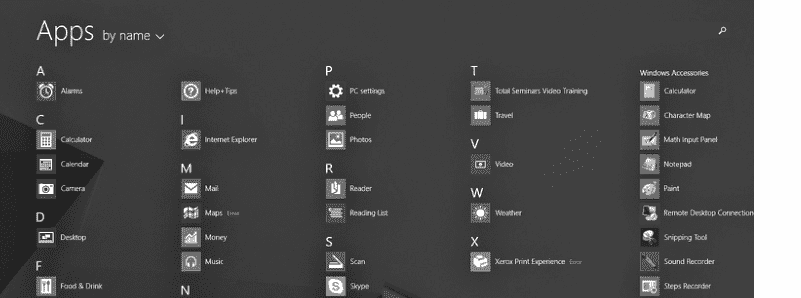 Apps by name
A
Alarms
C
Calculator
Calendar
Camera
D
Desktop
F
Food & Drink
Help+Tips
I
Internet Explorer
M
Mail
Maps Error
Money
Music
N
P
PC settings
People
Photos
R
Reader
Reading List
S
Scan
Skype
T
Total Seminars Video Training
Travel
V
Video
W
Weather
X
Xerox Print Experience Error
Windows Accessories
Calculator
Character Map
Math Input Panel
Notepad
Paint
Remote Desktop Connection
Snipping Tool
Sound Recorder
Steps Recorder